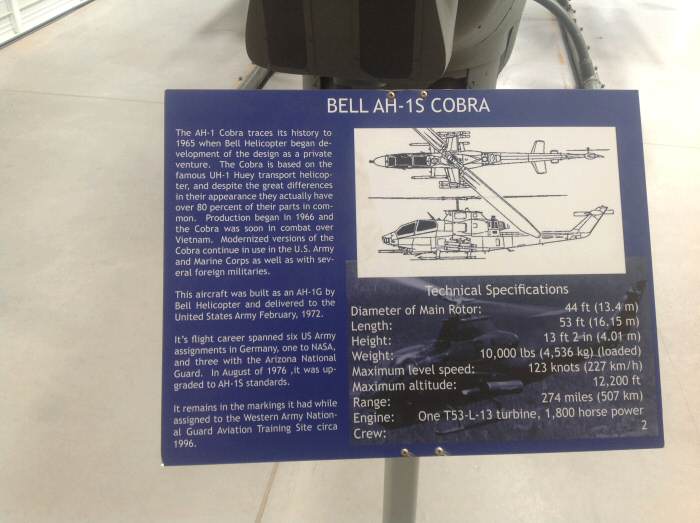 BELL AH-1S COBRA
The AH-1 Cobra traces its history to
1965 when Bell Helicopter began de-
velopment of the design as a private
venture. The Cobra is based on the
famous UH-1 Huey transport helicop-
ter, and despite the great differences
in their appearance they actually have
over 80 percent of their parts in com-
mon. Production began in 1966 and
the Cobra was soon in combat over
Vietnam. Modernized versions of the
Cobra continue in use in the U.S. Army
and Marine Corps as well as with sev-
eral foreign militaries.
This aircraft was built as an AH-1G by
Bell Helicopter and delivered to the
United States Army February, 1972.
It's flight career spanned six US Army
assignments in Germany, one to NASA,
and three with the Arizona National
Guard. In August of 1976 ,it was up-
graded to AH-1S standards.
It remains in the markings it had while
assigned to the Western Army Nation-
al Guard Aviation Training Site circa
1996.
Technical Specifications
Diameter of Main Rotor: 44 ft (13.4 m)
Length: 53 ft (16.15 m)
Height: 13 ft 2 in (4.01 m)
Weight: 10,000 lbs (4,536 kg) (loaded)
Maximum level speed: 123 knots (227 km/h)
Maximum altitude: 12,200 ft
Range: 274 miles (507 km)
Engine: One T53-L-13 turbine, 1,800 horse power
Crew: 2